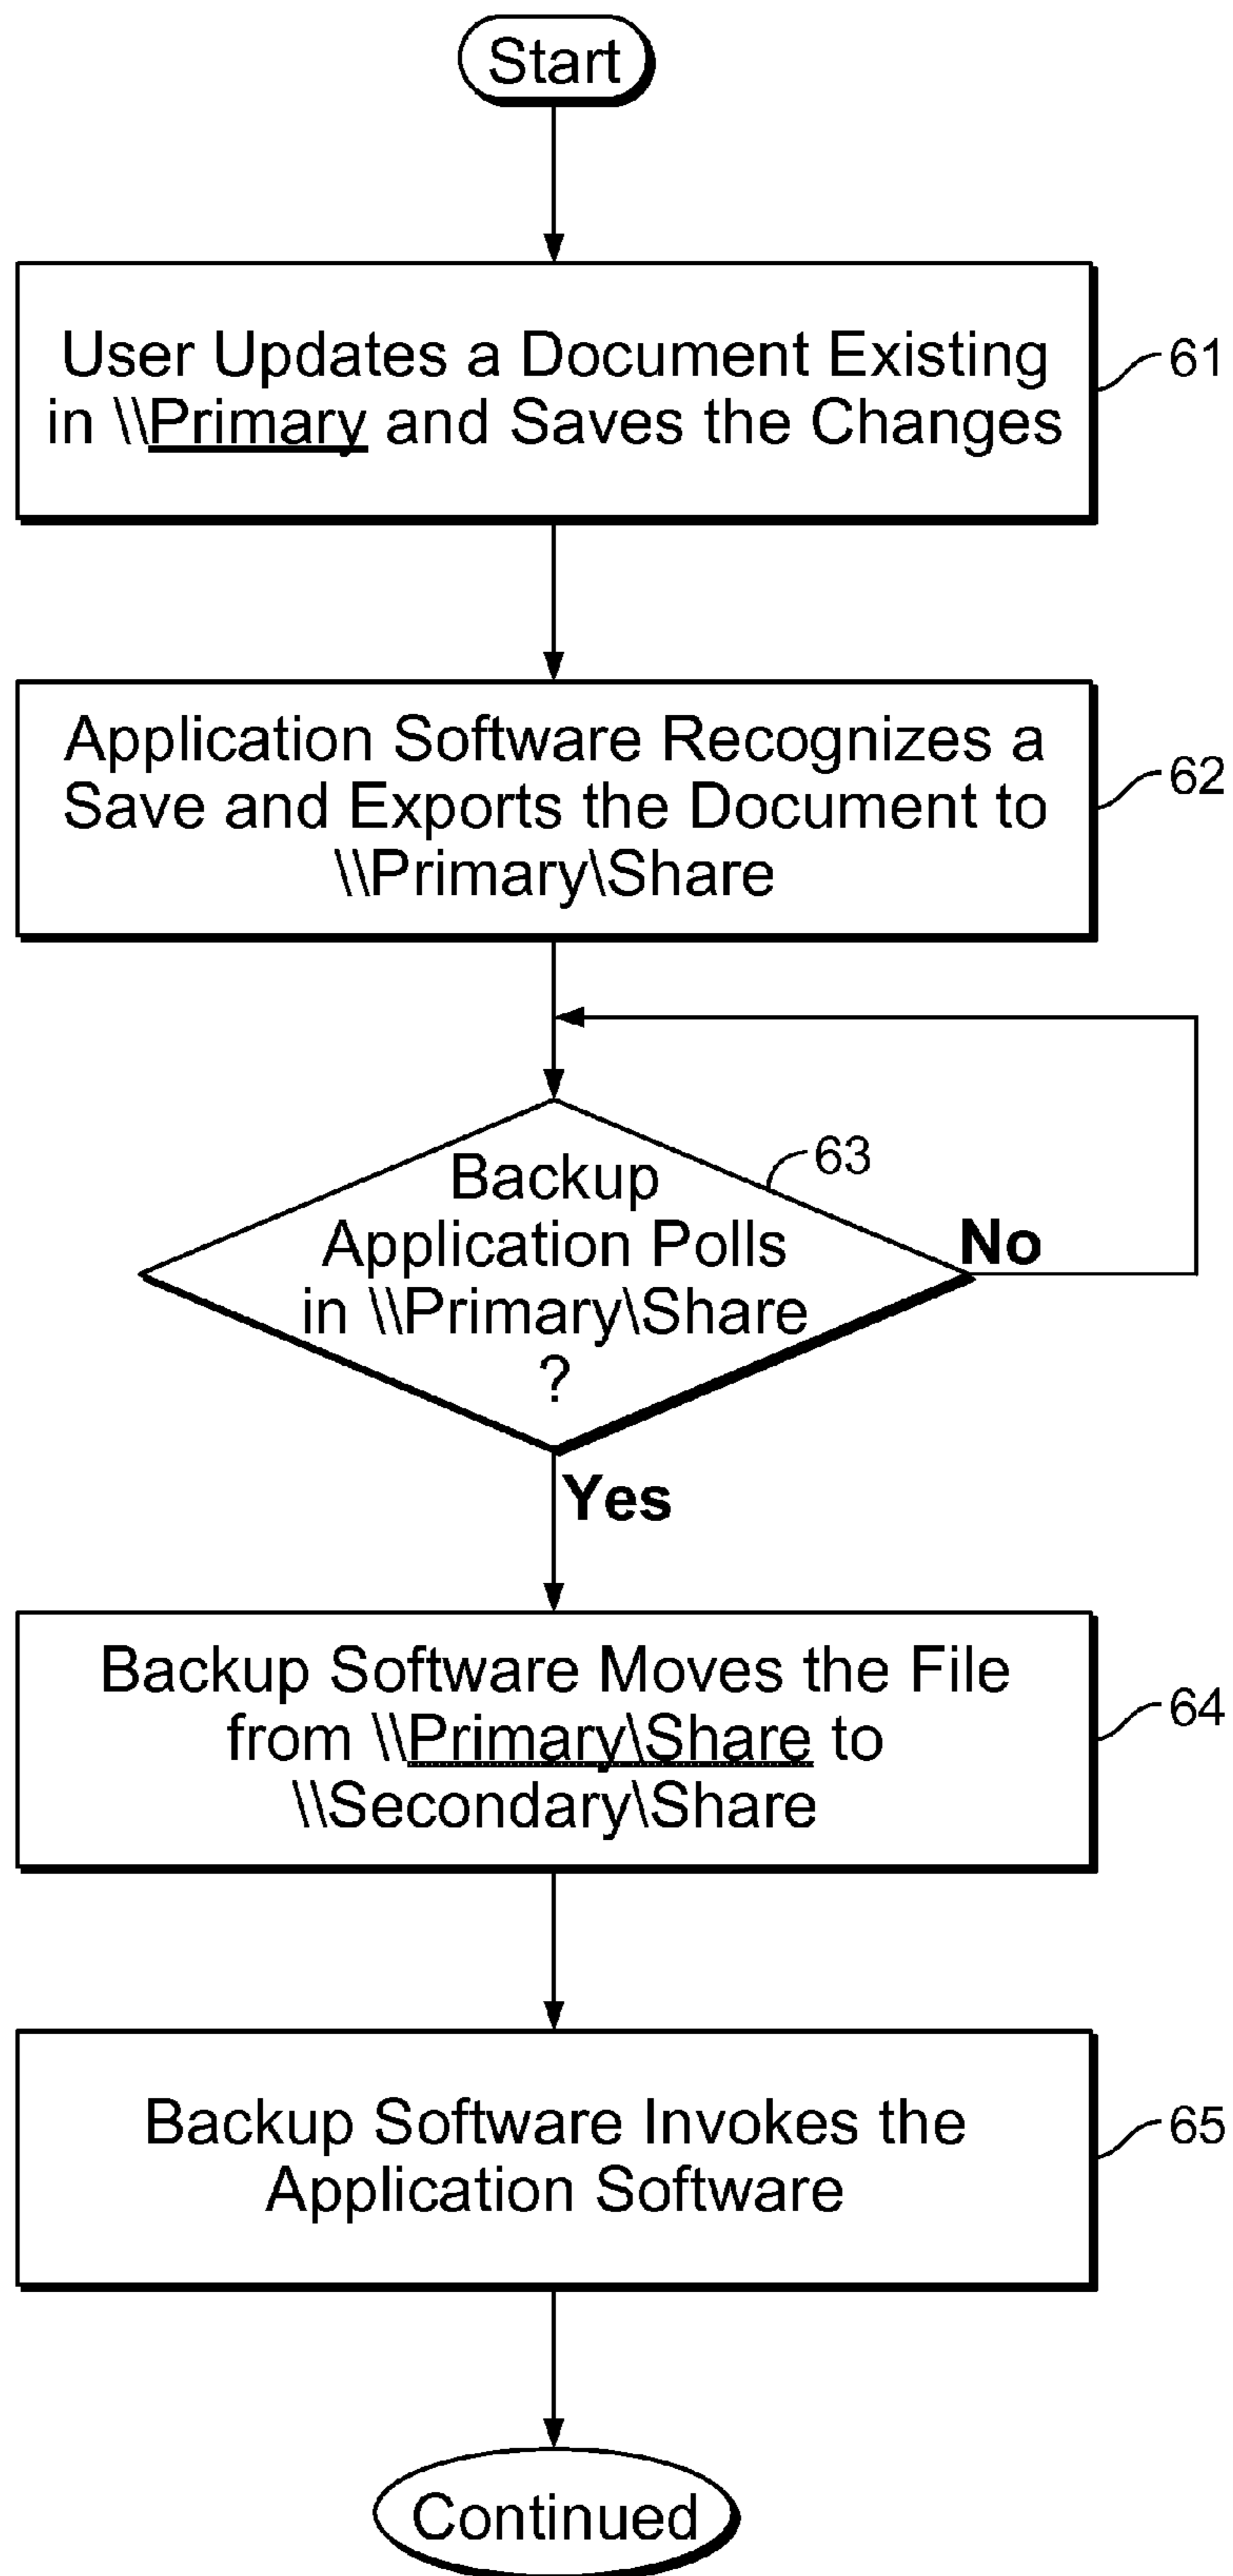 Start
User Updates a Document Existing
in \\Primary and Saves the Changes
61
Application Software Recognizes a
Save and Exports the Document to
\\Primary\Share
62
63
Backup
Application Polls
in \\Primary\Share
?
No
Yes
Backup Software Moves the File
from \\Primary\Share to
\\Secondary\Share
64
Backup Software Invokes the
Application Software
65
Continued